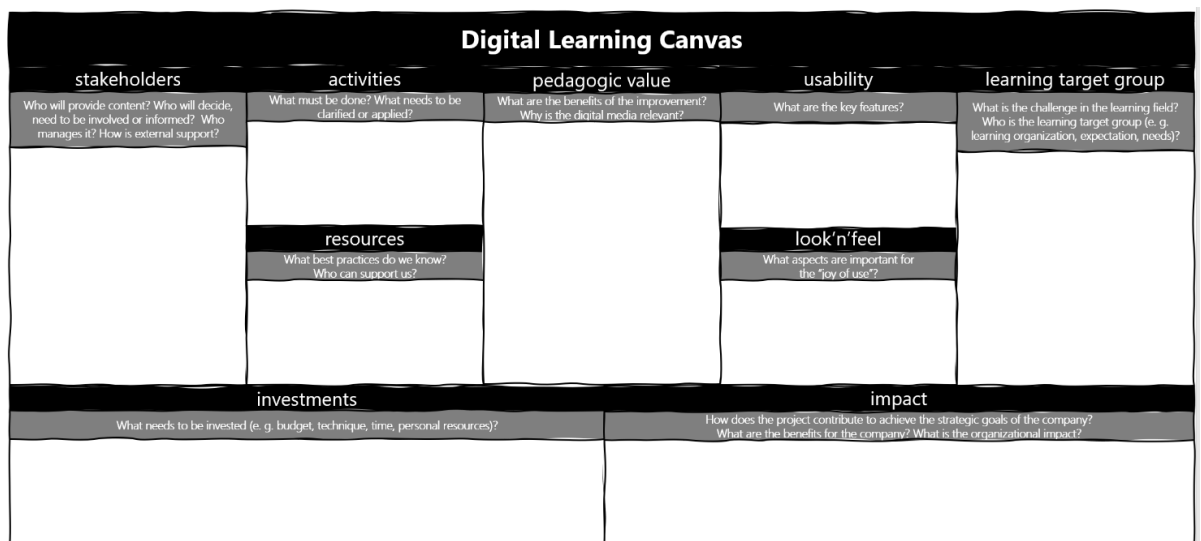 Digital Learning Canvas
stakeholders
Who will provide content? Who will decide,
need to be involved or informed? Who
manages it? How is external support?
activities
What must be done? What needs to be
clarified or applied?
resources
What best practices do we know?
Who can support us?
pedagogic value
What are the benefits of the improvement?
Why is the digital media relevant?
usability
What are the key features?
look'n'feel
What aspects are important for
the "joy of use"?
learning target group
What is the challenge in the learning field?
Who is the learning target group (e. g.
learning organization, expectation, needs)?
investments
What needs to be invested (e. g. budget, technique, time, personal resources)?
impact
How does the project contribute to achieve the strategic goals of the company?
What are the benefits for the company? What is the organizational impact?